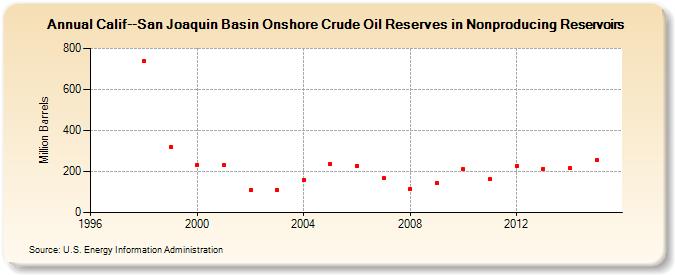 Annual Calif--San Joaquin Basin Onshore Crude Oil Reserves in Nonproducing Reservoirs
Million Barrels
800
600
400
200
0
1996 2000 2004 2008 2012
Source: U.S. Energy Information Administration